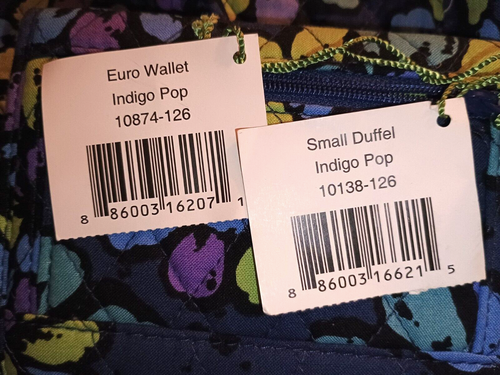 Euro Wallet
Indigo Pop
10874-126
8 86003 16207 1
Small Duffel
Indigo Pop
10138-126
8 86003 16621 5